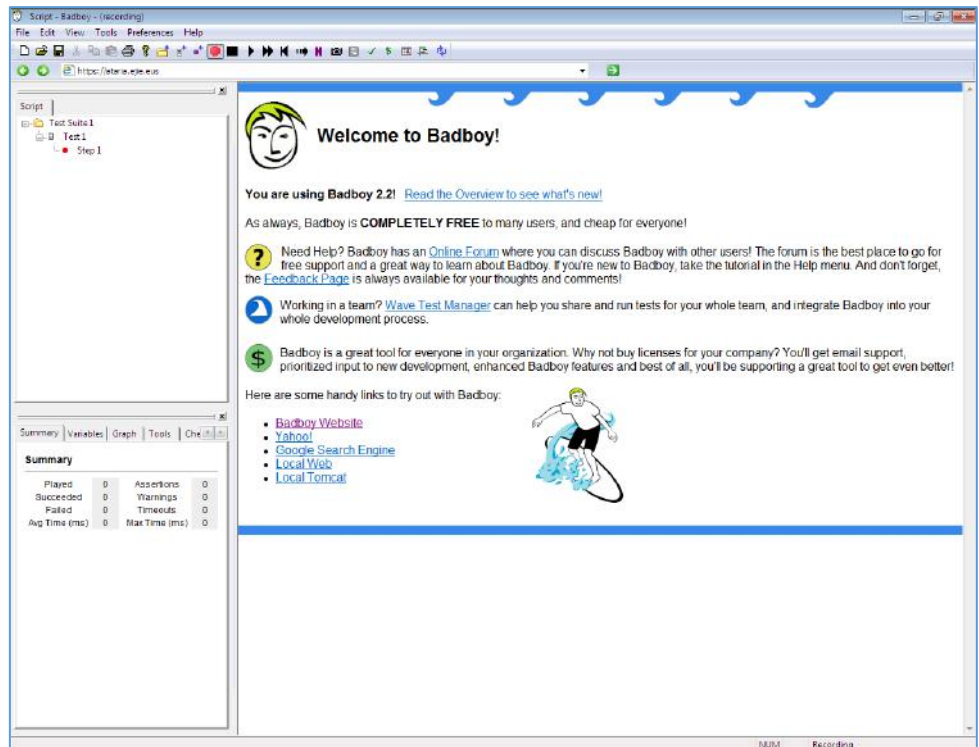 Script - Badboy - (recording)
File Edit View Tools Preferences Help
https://ataria.ejie.eus
Script
Test Suite 1
Test 1
Step 1
Summary Variables Graph Tools Che
Summary
Played 0 Assertions 0
Succeeded 0 Warnings 0
Failed 0 Timeouts 0
Avg Time (ms) 0 Max Time (ms) 0
Welcome to Badboy!
You are using Badboy 2.2! Read the Overview to see what's new!
As always, Badboy is COMPLETELY FREE to many users, and cheap for everyone!
Need Help? Badboy has an Online Forum where you can discuss Badboy with other users! The forum is the best place to go for
free support and a great way to learn about Badboy. If you're new to Badboy, take the tutorial in the Help menu. And don't forget,
the Feedback Page is always available for your thoughts and comments!
Working in a team? Wave Test Manager can help you share and run tests for your whole team, and integrate Badboy into your
whole development process.
Badboy is a great tool for everyone in your organization. Why not buy licenses for your company? You'll get email support,
prioritized input to new development, enhanced Badboy features and best of all, you'll be supporting a great tool to get even better!
Here are some handy links to try out with Badboy:
Badboy Website
Yahoo!
Google Search Engine
Local Web
Local Tomcat
NUM Recording